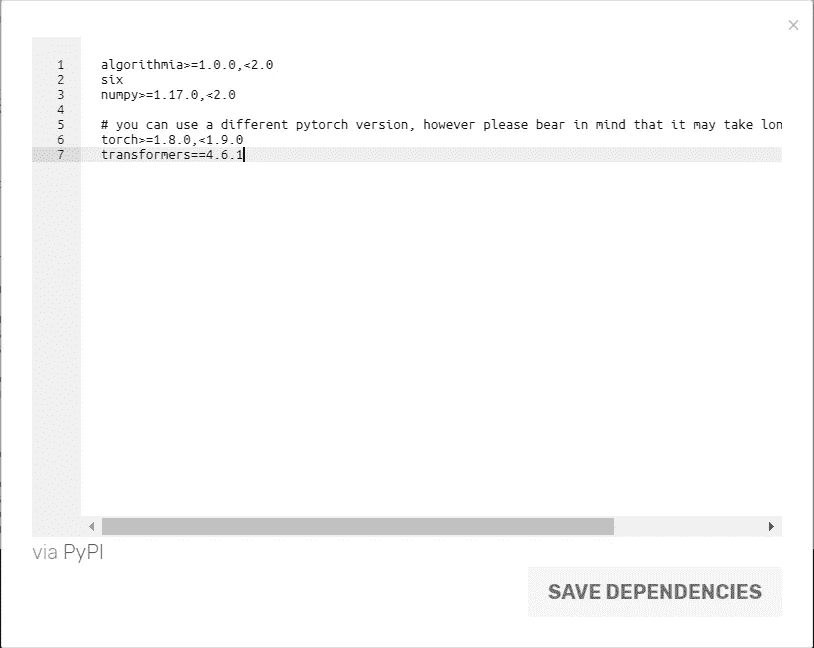 ×
1 algorithmia>=1.0.0,<2.0
2 six
3 numpy>=1.17.0,<2.0
4
5 # you can use a different pytorch version, however please bear in mind that it may take lon
6 torch>=1.8.0,<1.9.0
7 transformers==4.6.1
via PyPI
SAVE DEPENDENCIES